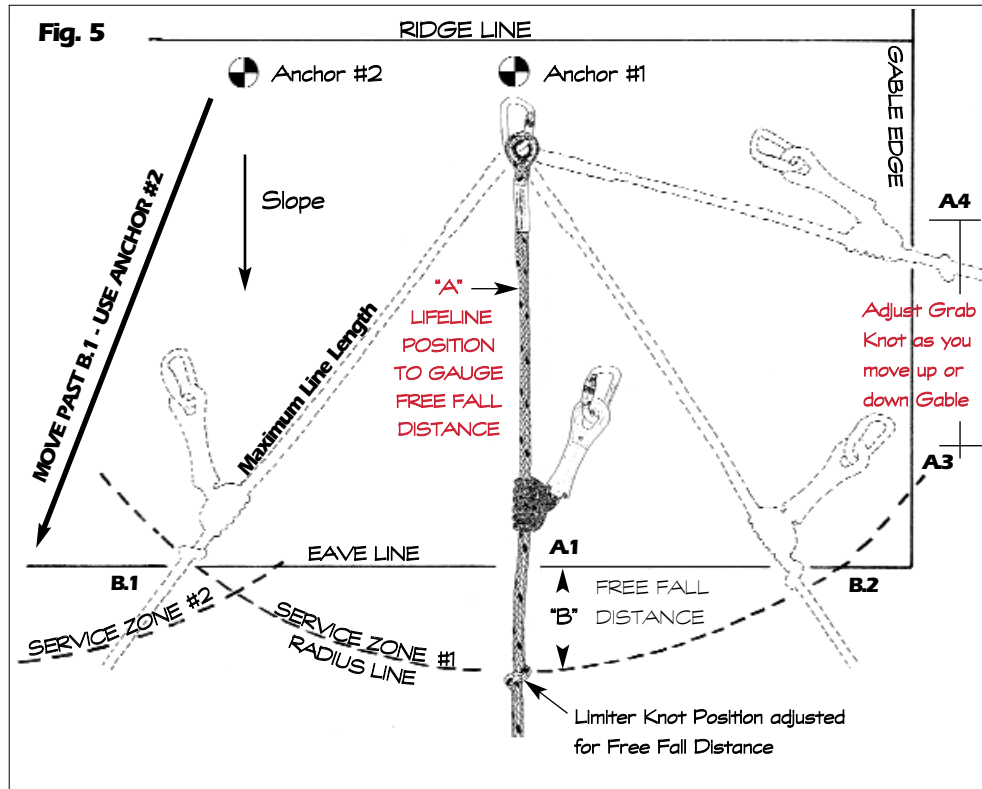 Fig. 5
RIDGE LINE
Anchor #2
Anchor #1
GABLE EDGE
MOVE PAST B.1 - USE ANCHOR #2
Slope
Maximum Line Length
"A"
LIFELINE
POSITION
TO GAUGE
FREE FALL
DISTANCE
A.4
Adjust Grab
Knot as you
move up or
down Gable
A.3
EAVE LINE
A.1
B.1
B.2
FREE FALL
"B" DISTANCE
SERVICE ZONE #2
SERVICE ZONE #1
RADIUS LINE
Limiter Knot Position adjusted
for Free Fall Distance